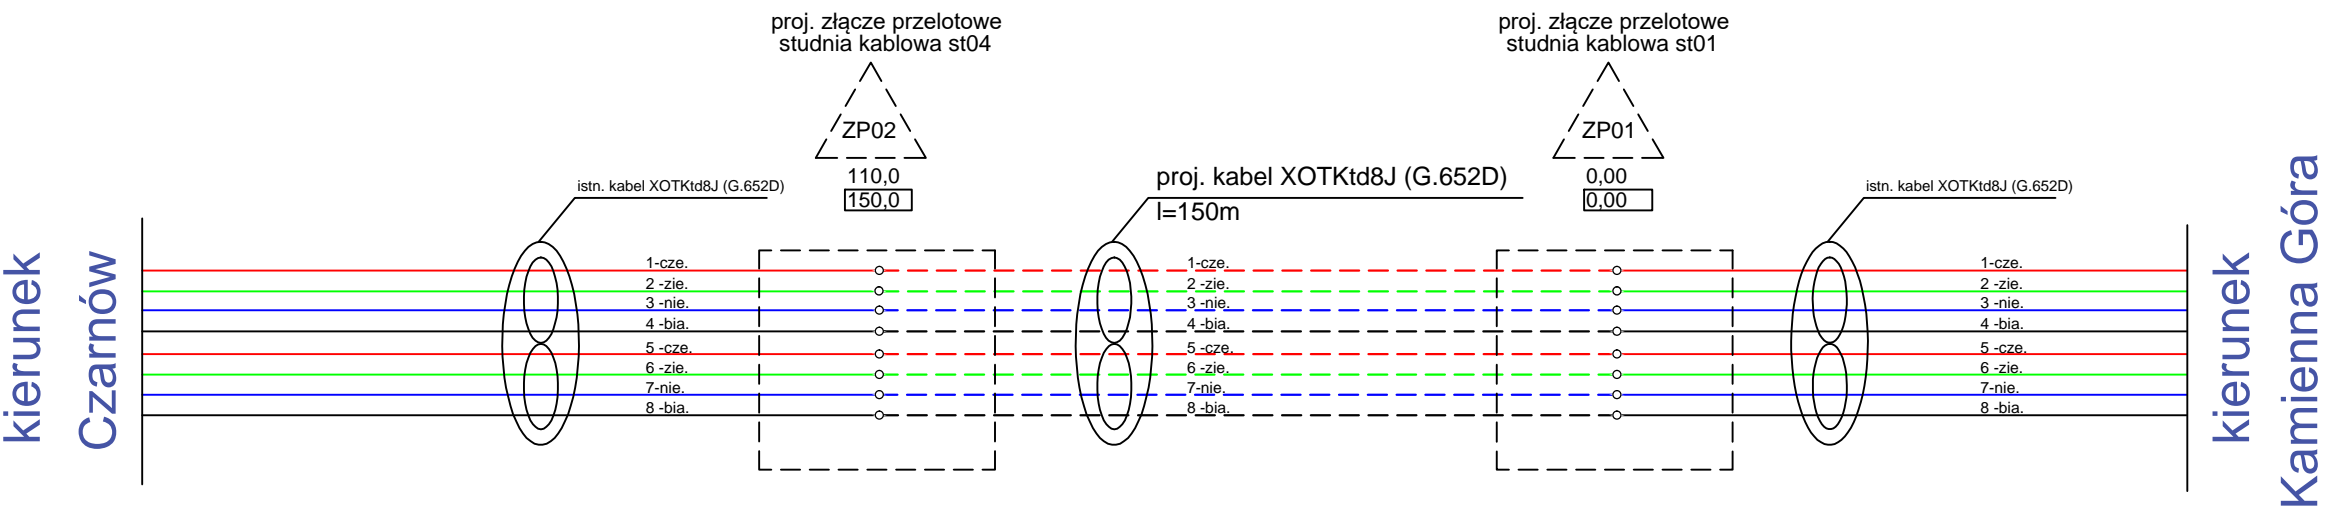 proj. złącze przelotowe
studnia kablowa st04
ZP02
110,0
150,0
proj. złącze przelotowe
studnia kablowa st01
ZP01
0,00
0,00
kierunek
Czarnów
istn. kabel XOTKtd8J (G.652D)
1-cze.
2 -zie.
3 -nie.
4 -bia.
5 -cze.
6 -zie.
7-nie.
8 -bia.
proj. kabel XOTKtd8J (G.652D)
l=150m
1-cze.
2 -zie.
3 -nie.
4 -bia.
5 -cze.
6 -zie.
7-nie.
8 -bia.
istn. kabel XOTKtd8J (G.652D)
1-cze.
2 -zie.
3 -nie.
4 -bia.
5 -cze.
6 -zie.
7-nie.
8 -bia.
kierunek
Kamienna Góra